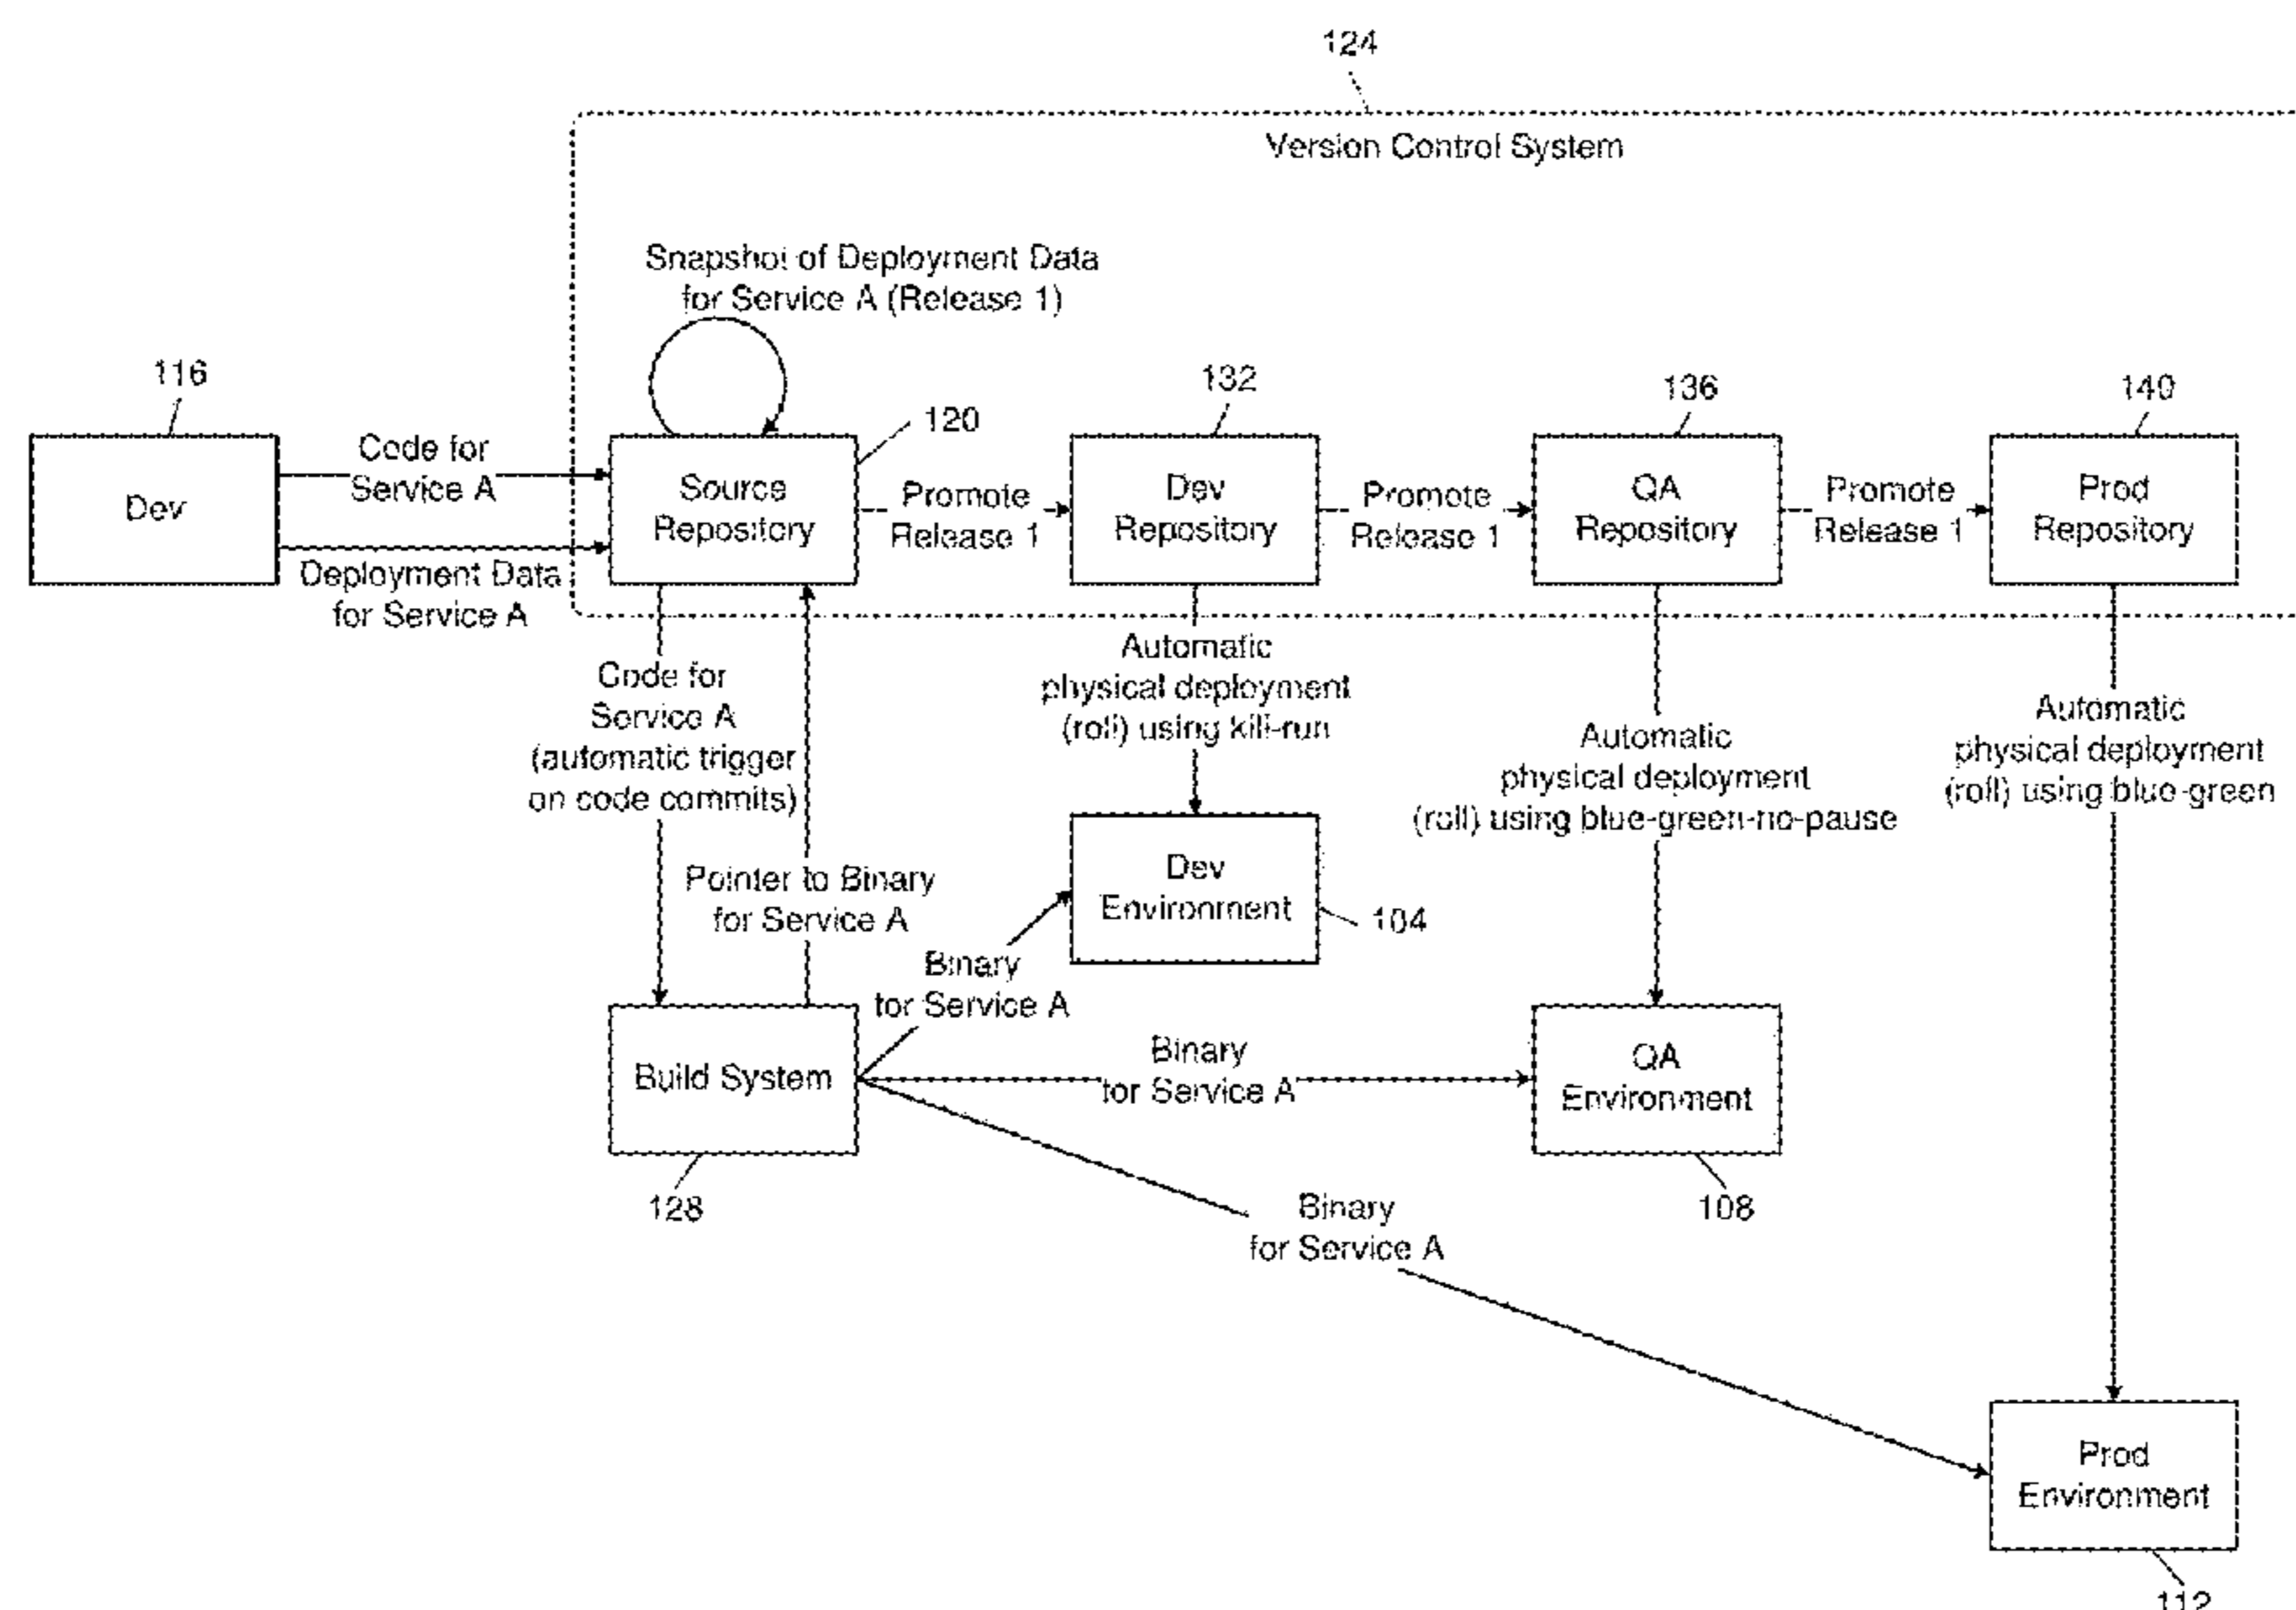 124
Version Control System
Snapshot of Deployment Data
for Service A (Release 1)
116
120
132
136
140
Dev
Code for
Service A
Deployment Data
for Service A
Source
Repository
Promote
Release 1
Dev
Repository
Promote
Release 1
QA
Repository
Promote
Release 1
Prod
Repository
Code for
Service A
(automatic trigger
on code commits)
Pointer to Binary
for Service A
Automatic
physical deployment
(roll) using kill-run
Automatic
physical deployment
(roll) using blue-green-no-pause
Automatic
physical deployment
(roll) using blue-green
Dev
Environment
104
Binary
for Service A
Build System
128
Binary
for Service A
QA
Environment
108
Binary
for Service A
Prod
Environment
112